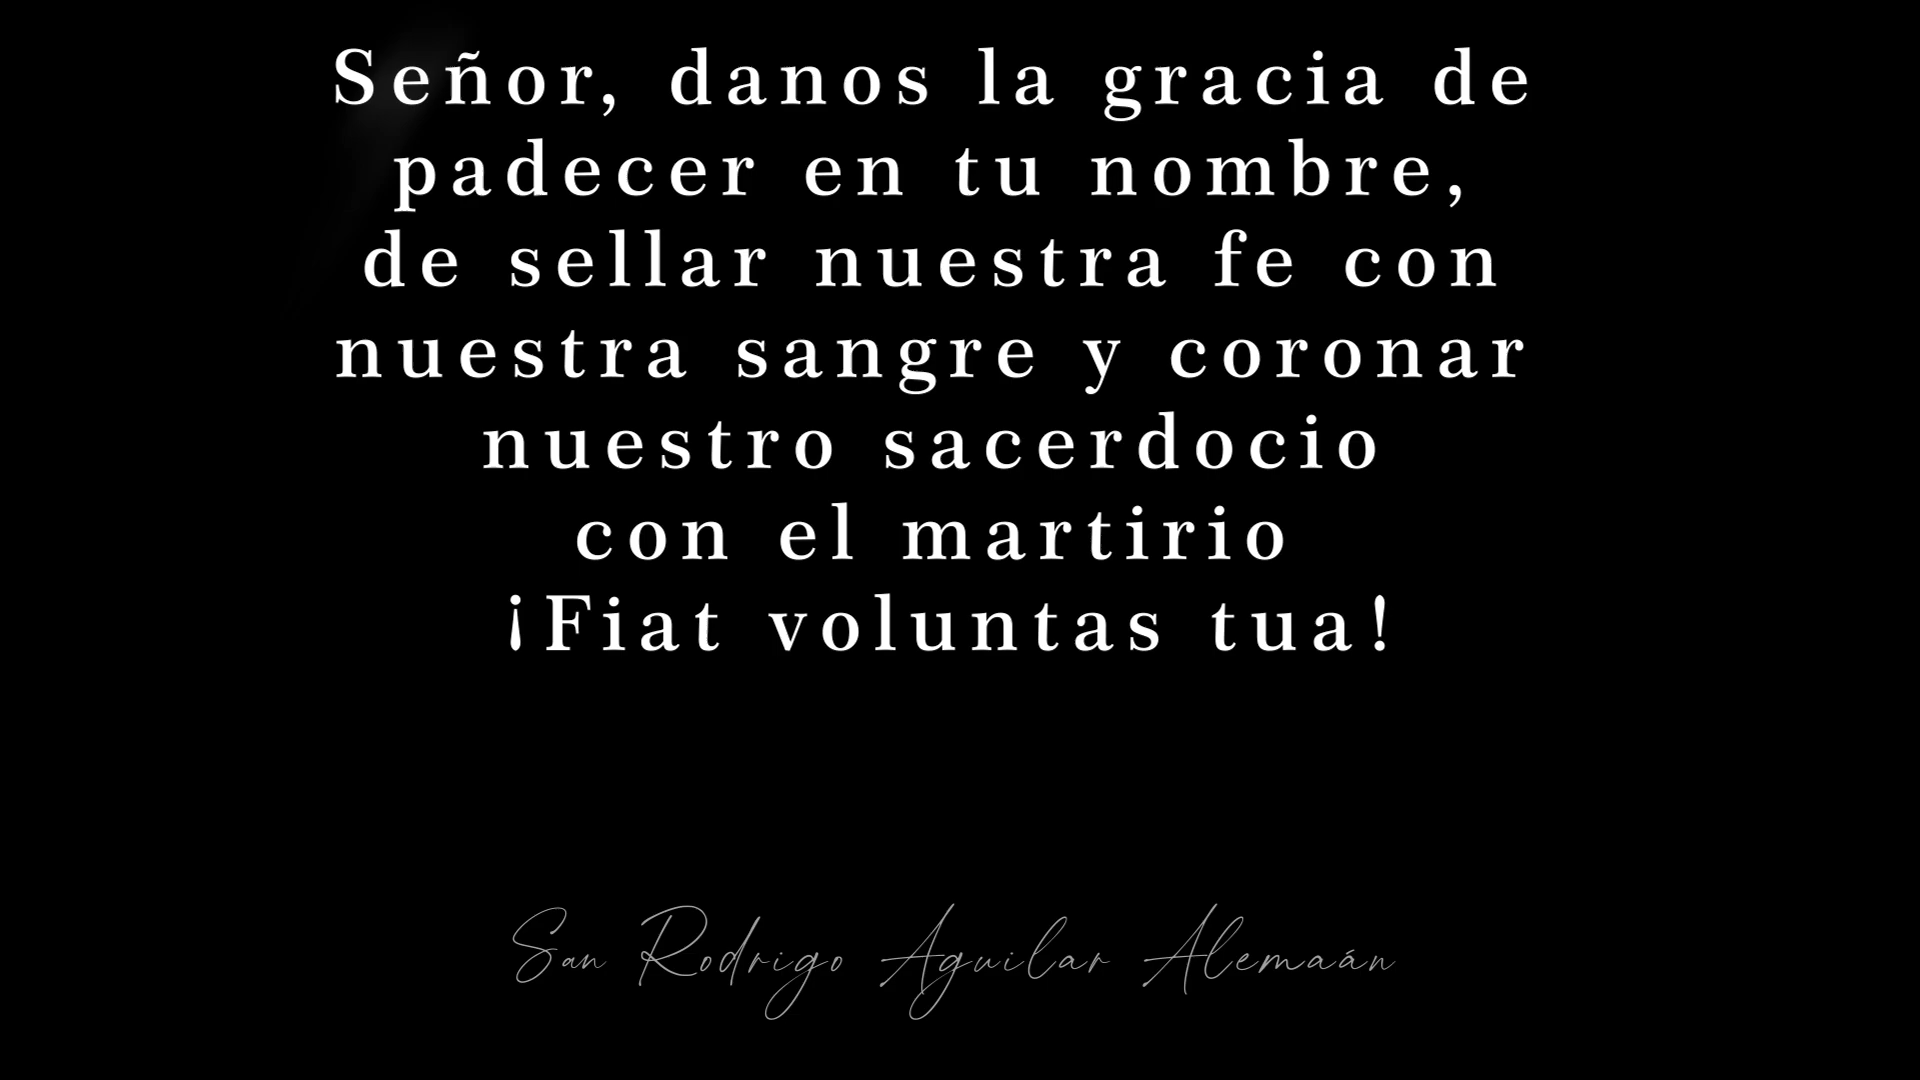 Señor, danos la gracia de
padecer en tu nombre,
de sellar nuestra fe con
nuestra sangre y coronar
nuestro sacerdocio
con el martirio
¡Fiat voluntas tua!
San Rodrigo Aguilar Alemaán